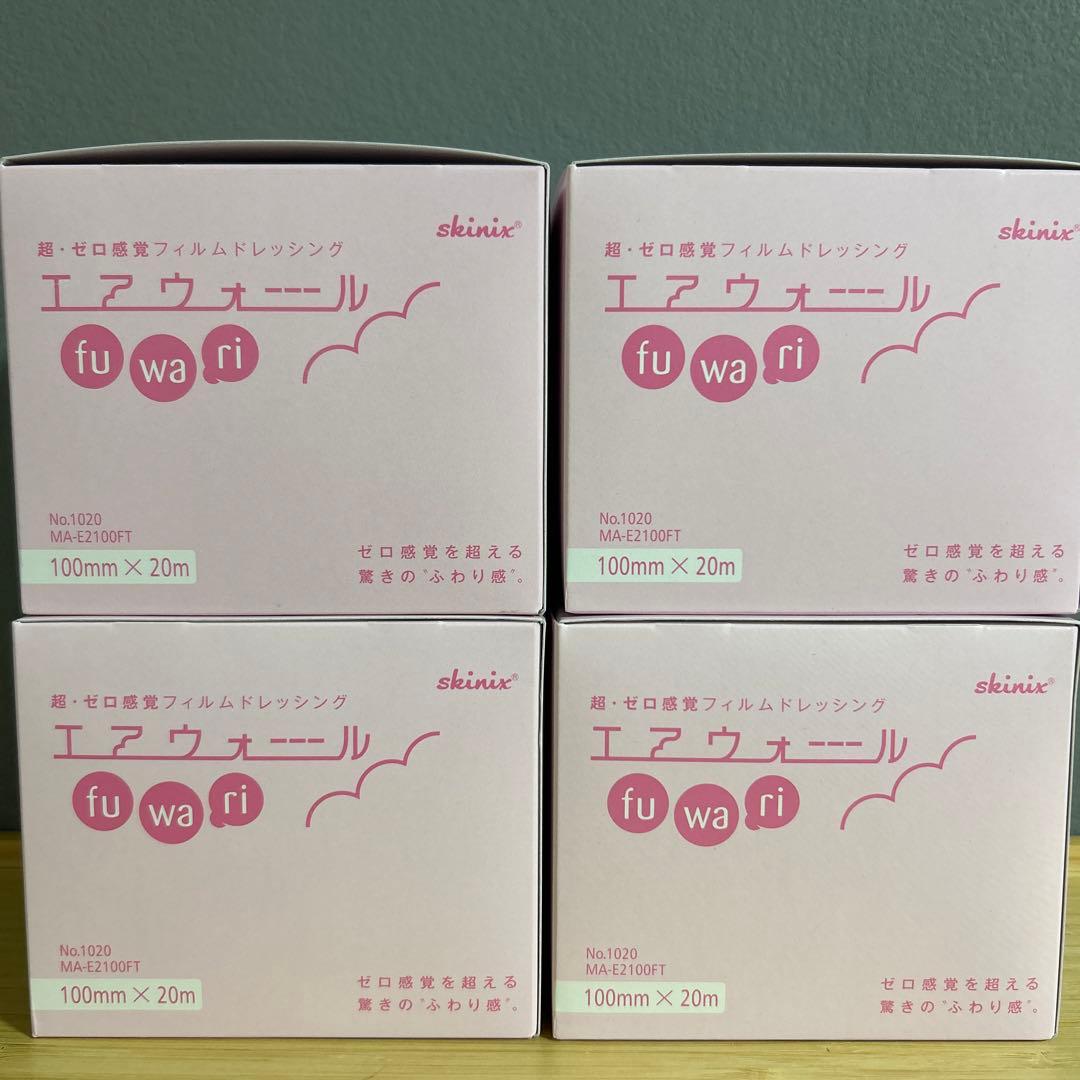 skinix®
超・ゼロ感覚フィルムドレッシング
エアウォール
fu wa ri
No.1020
MA-E2100FT
100mm×20m
ゼロ感覚を超える
驚きの〝ふわり感〞。
skinix®
超・ゼロ感覚フィルムドレッシング
エアウォール
fu wa ri
No.1020
MA-E2100FT
100mm×20m
ゼロ感覚を超える
驚きの〝ふわり感〞。
skinix®
超・ゼロ感覚フィルムドレッシング
エアウォール
fu wa ri
No.1020
MA-E2100FT
100mm×20m
ゼロ感覚を超える
驚きの〝ふわり感〞。
skinix®
超・ゼロ感覚フィルムドレッシング
エアウォール
fu wa ri
No.1020
MA-E2100FT
100mm×20m
ゼロ感覚を超える
驚きの〝ふわり感〞。